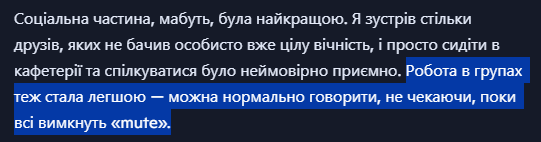 Соціальна частина, мабуть, була найкращою. Я зустрів стільки
друзів, яких не бачив особисто вже цілу вічність, і просто сидіти в
кафетерії та спілкуватися було неймовірно приємно. Робота в групах
теж стала легшою — можна нормально говорити, не чекаючи, поки
всі вимкнуть «mute».